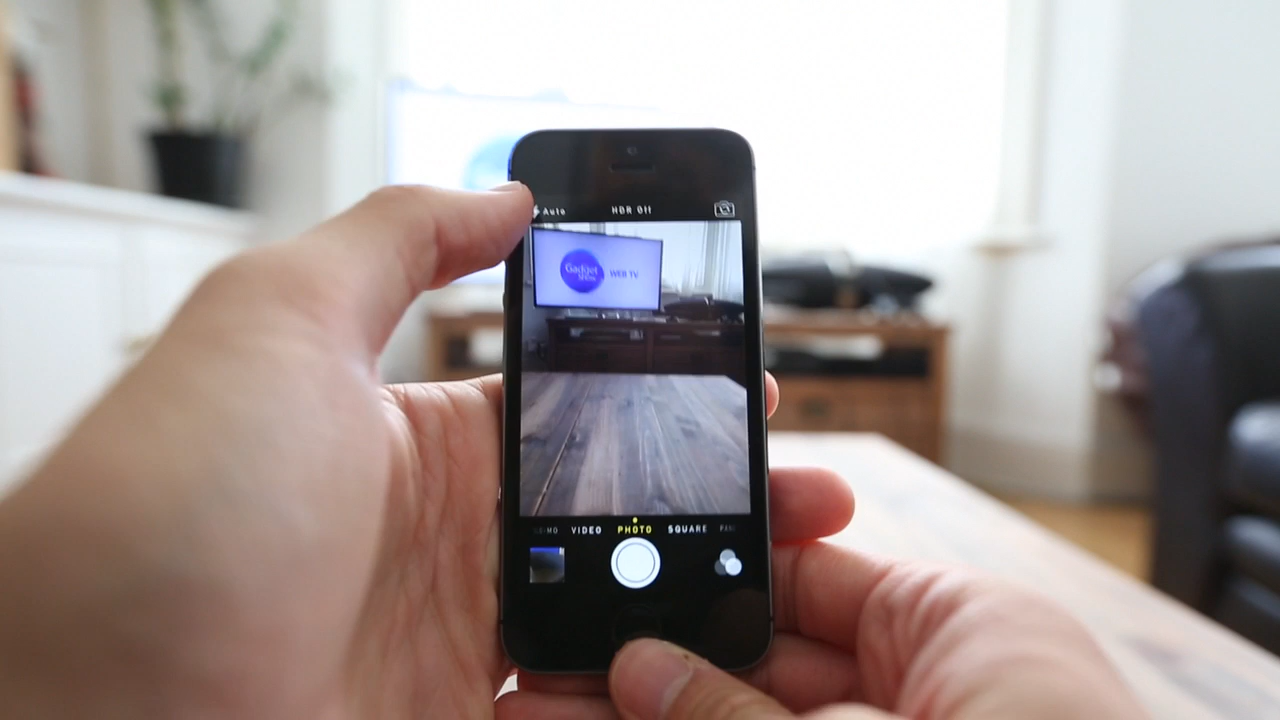 Auto HDR Off
Gadget
SHOW
WEB TV
VIDEO PHOTO SQUARE